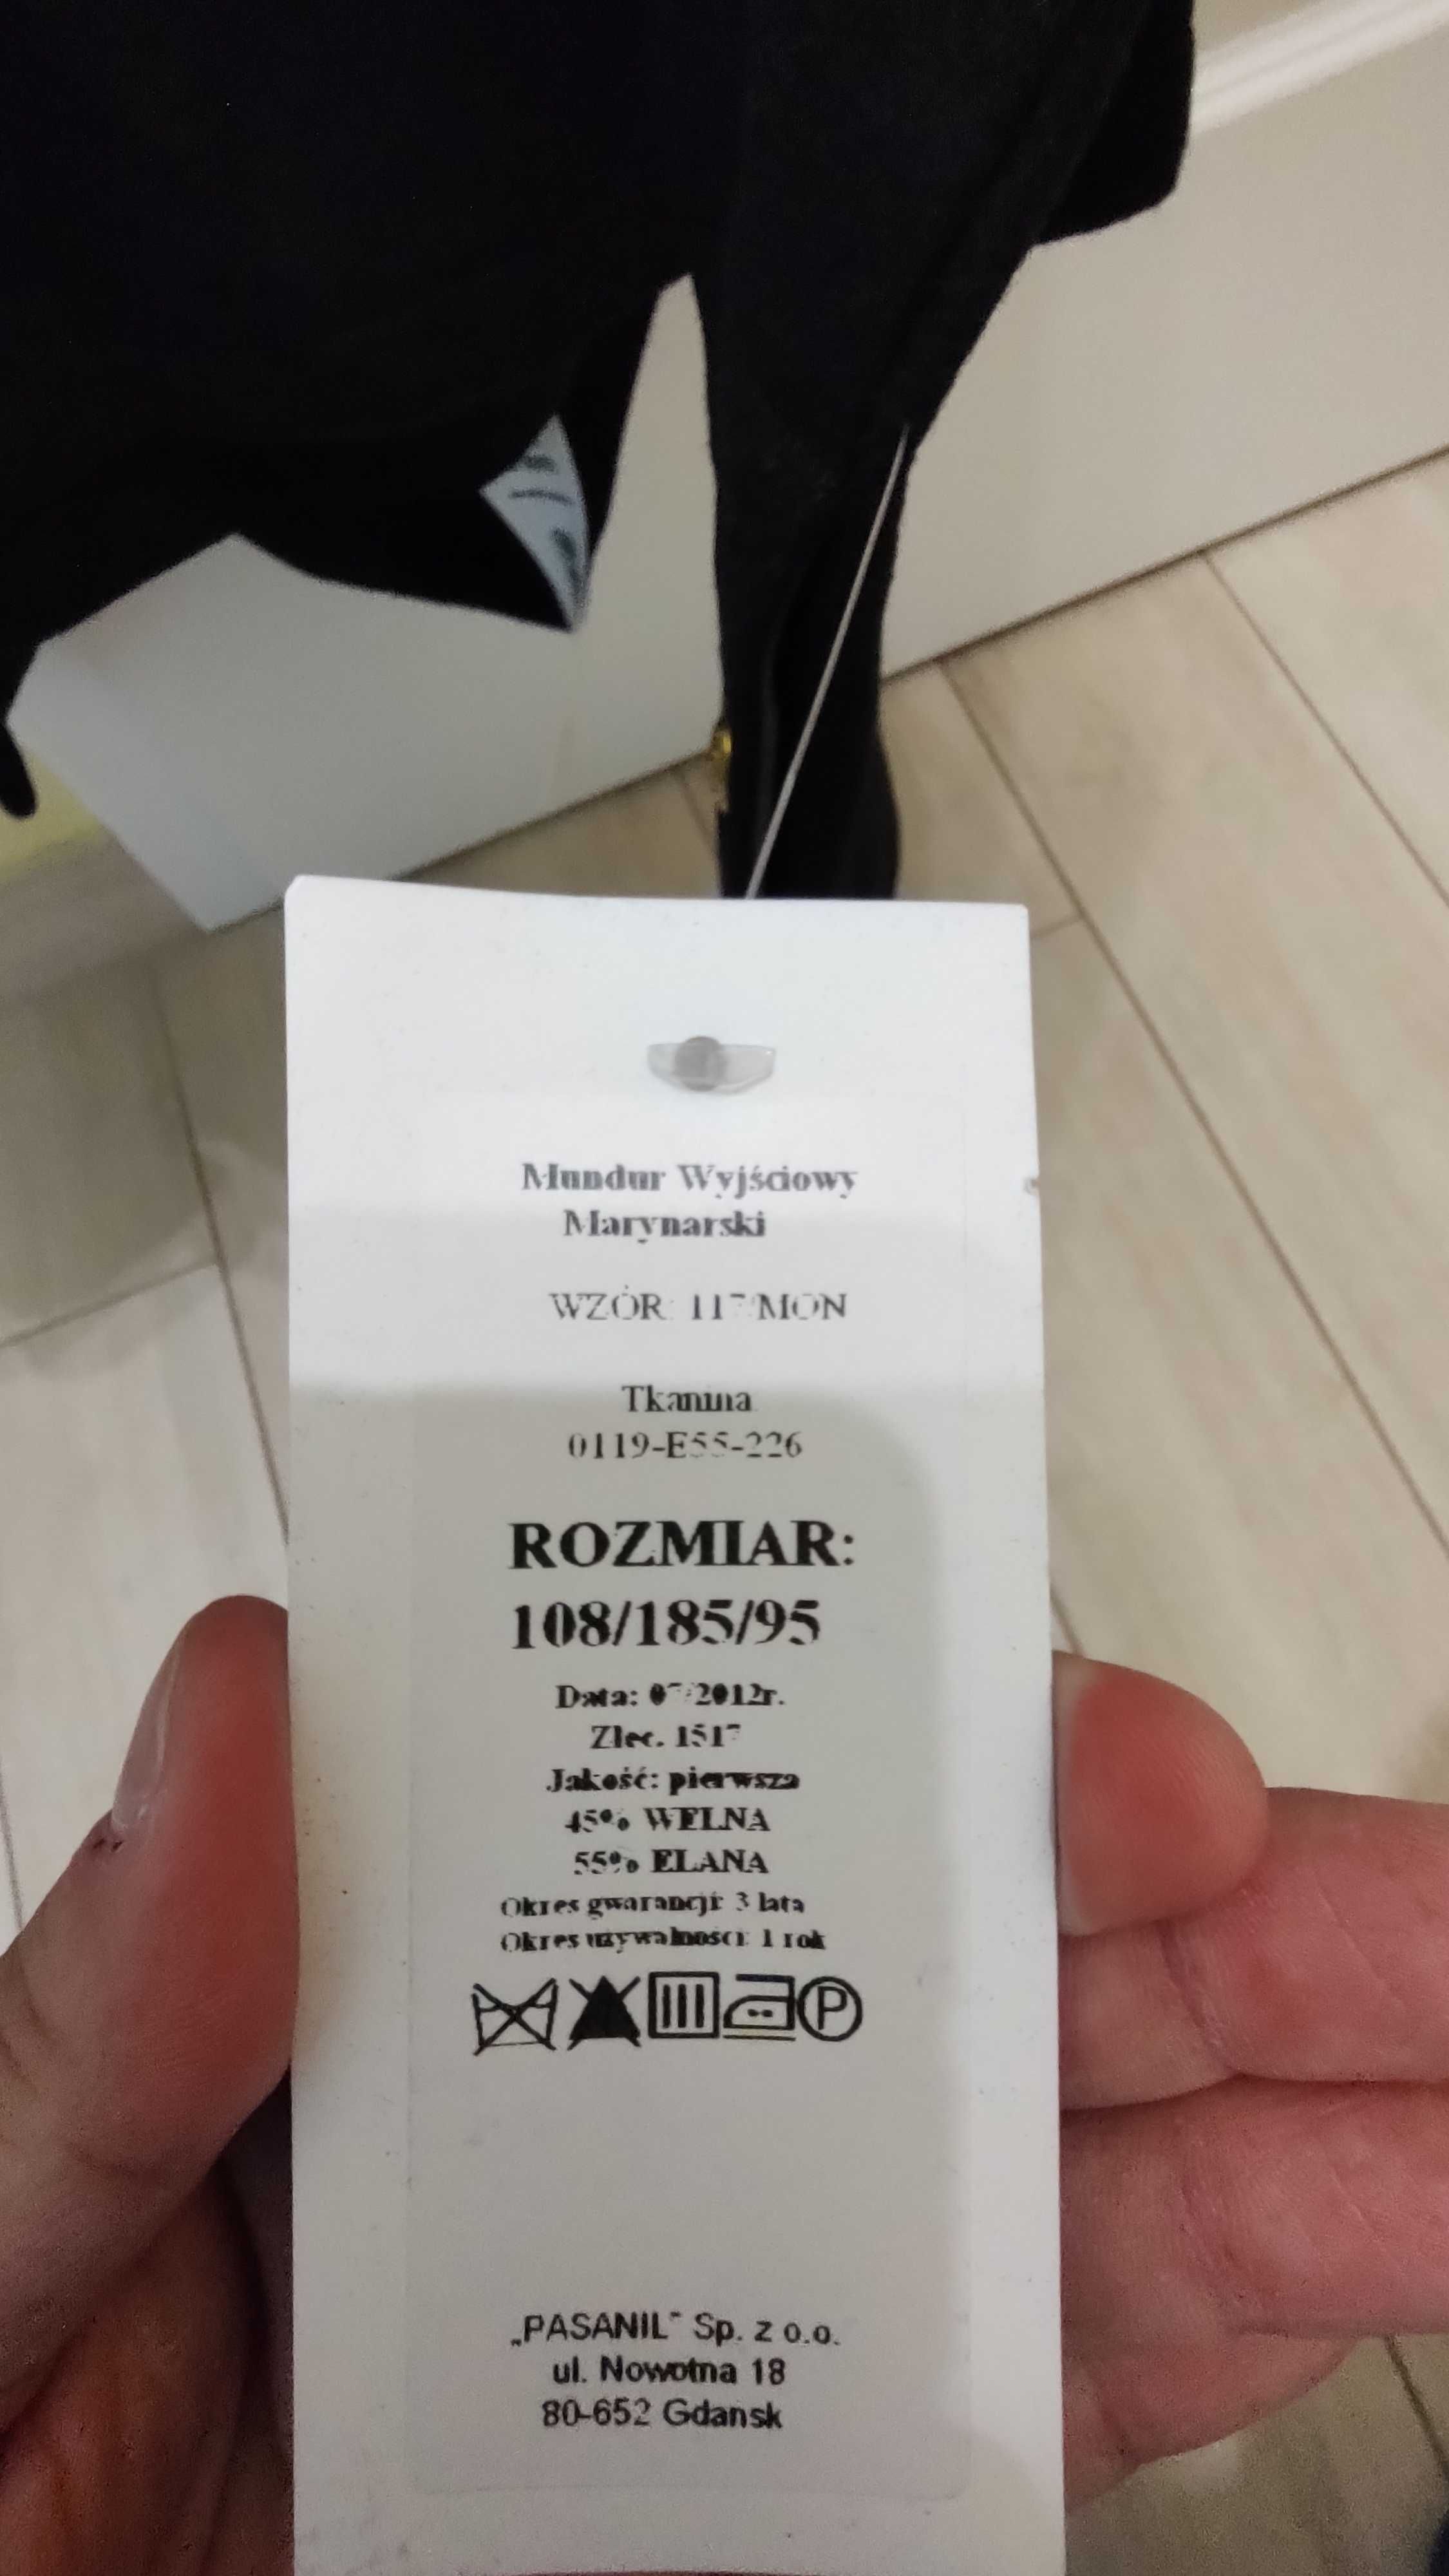 Mundur Wyjściowy
Marynarski
WZÓR: 117/MON
Tkanina
0119-E55-226
ROZMIAR:
108/185/95
Data: 07/2012r.
Zlec. 1517
Jakość: pierwsza
45% WEŁNA
55% ELANA
Okres gwarancji: 3 lata
Okres używalności: 1 rok
P
„PASANIL" Sp. z o.o.
ul. Nowotna 18
80-652 Gdansk